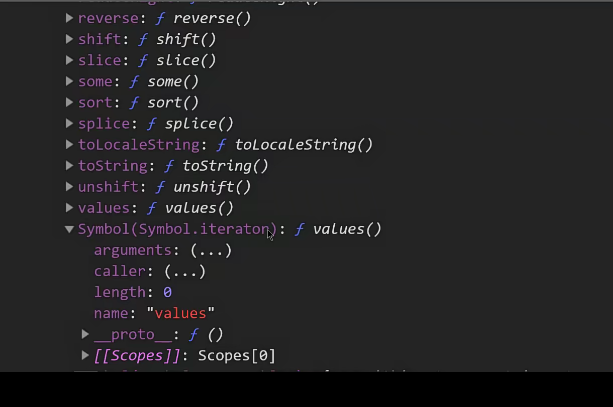 reverse: ƒ reverse()
shift: ƒ shift()
slice: ƒ slice()
some: ƒ some()
sort: ƒ sort()
splice: ƒ splice()
toLocaleString: ƒ toLocaleString()
toString: ƒ toString()
unshift: ƒ unshift()
values: ƒ values()
Symbol(Symbol.iterator): ƒ values()
arguments: (...)
caller: (...)
length: 0
name: "values"
__proto__: ƒ ()
[[Scopes]]: Scopes[0]